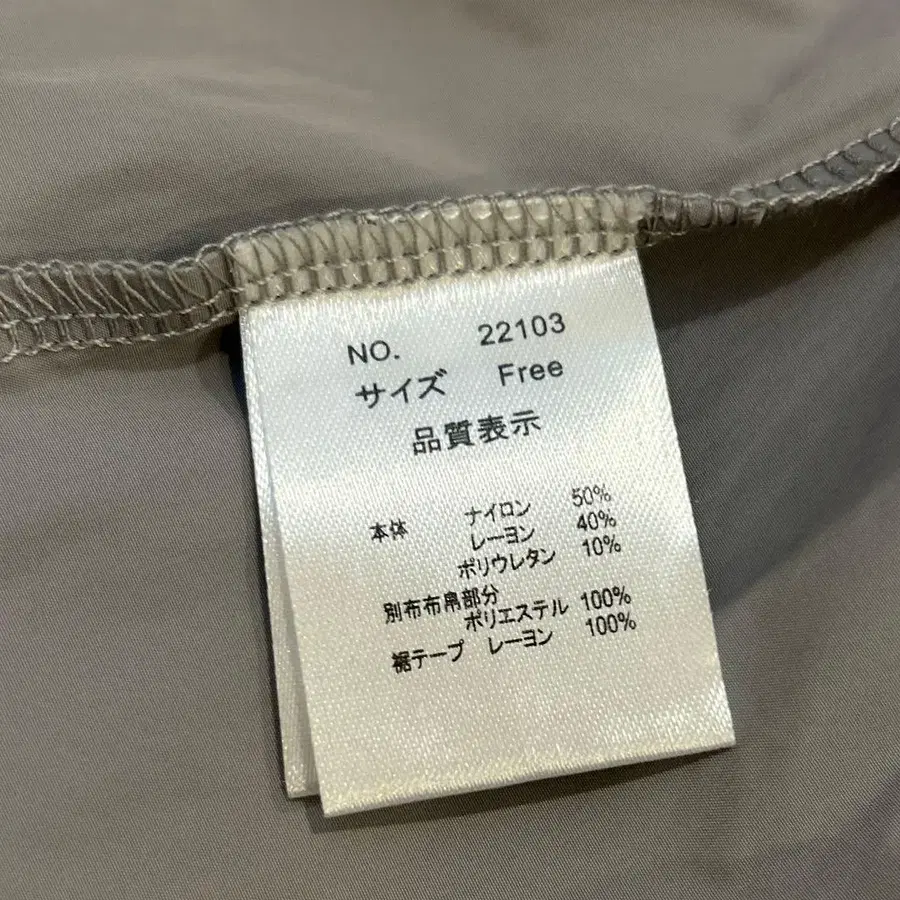 NO. 22103
サイズ Free
品質表示
本体 ナイロン 50%
レーヨン 40%
ポリウレタン 10%
別布布帛部分
ポリエステル 100%
裾テープ レーヨン 100%